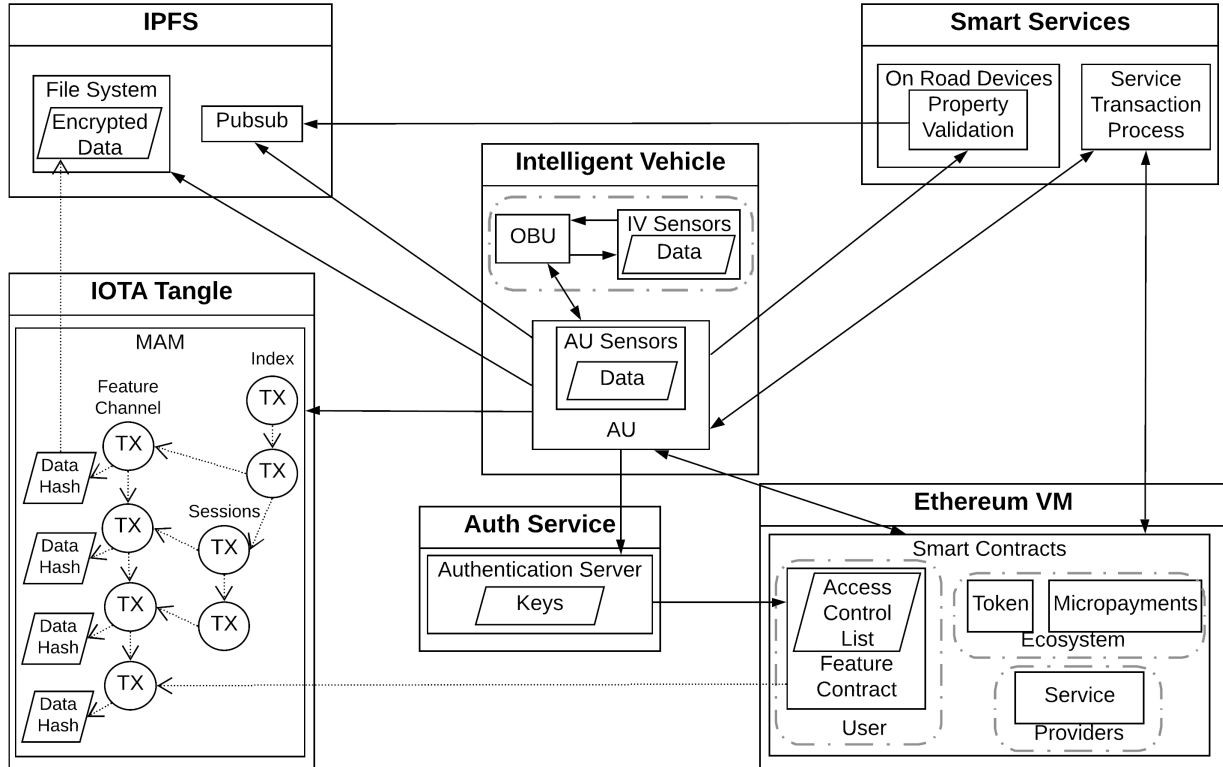 IPFS
File System
Encrypted
Data
Pubsub
Smart Services
On Road Devices
Property
Validation
Service
Transaction
Process
Intelligent Vehicle
OBU
IV Sensors
Data
AU Sensors
Data
AU
IOTA Tangle
MAM
Index
TX
Feature
Channel
TX
TX
Data
Hash
Sessions
TX
TX
Data
Hash
TX
TX
Data
Hash
TX
Data
Hash
Auth Service
Authentication Server
Keys
Ethereum VM
Smart Contracts
Access
Control
List
Feature
Contract
User
Token
Micropayments
Ecosystem
Service
Providers